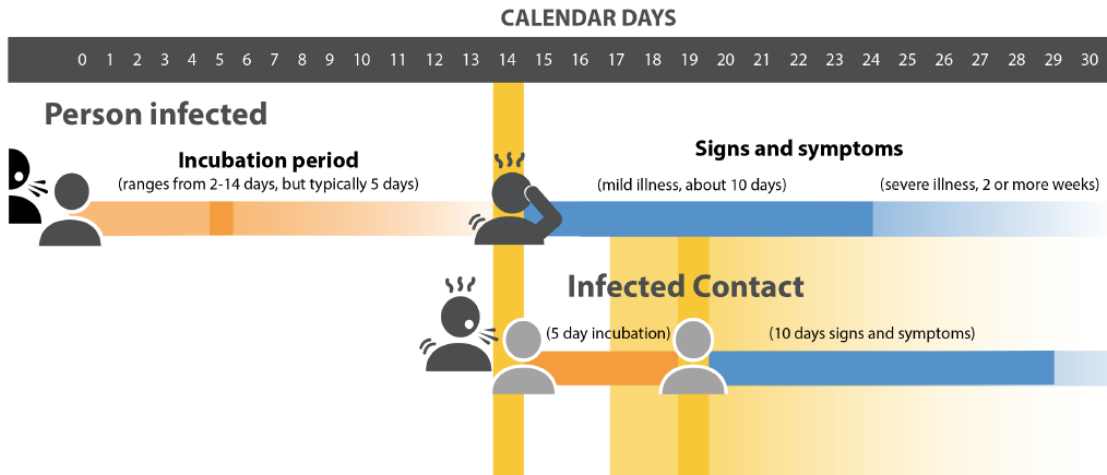 CALENDAR DAYS
0 1 2 3 4 5 6 7 8 9 10 11 12 13 14 15 16 17 18 19 20 21 22 23 24 25 26 27 28 29 30
Person infected
Incubation period
(ranges from 2-14 days, but typically 5 days)
Signs and symptoms
(mild illness, about 10 days) (severe illness, 2 or more weeks)
Infected Contact
(5 day incubation) (10 days signs and symptoms)